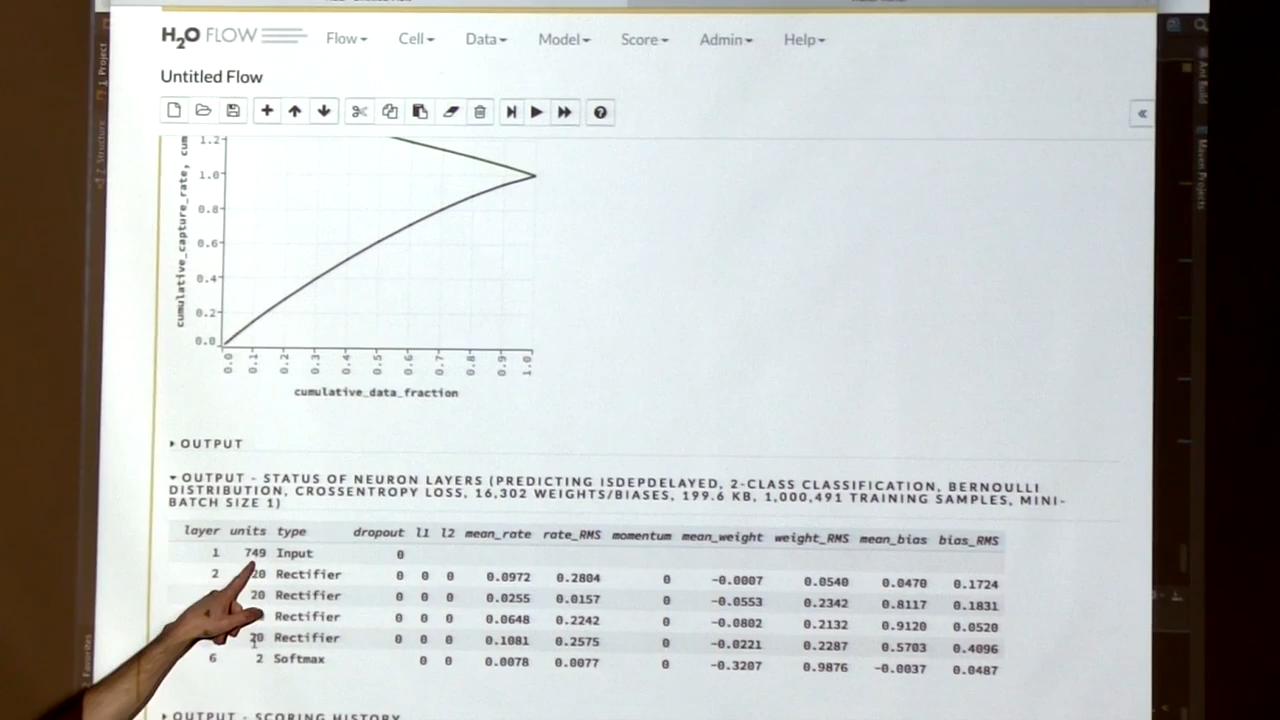 H2O FLOW Flow Cell Data Model Score Admin Help
Untitled Flow
1. Project
2. Structure
Favorites
Ant Build
Maven Projects
cumulative_capture_rate, cum
1.2
1.0
0.8
0.6
0.4
0.2
0.0
0.0 0.1 0.2 0.3 0.4 0.5 0.6 0.7 0.8 0.9 1.0
cumulative_data_fraction
OUTPUT
OUTPUT - STATUS OF NEURON LAYERS (PREDICTING ISDEPDELAYED, 2-CLASS CLASSIFICATION, BERNOULLI
DISTRIBUTION, CROSSENTROPY LOSS, 16,302 WEIGHTS/BIASES, 199.6 KB, 1,000,491 TRAINING SAMPLES, MINI-
BATCH SIZE 1)
layer units type dropout l1 l2 mean_rate rate_RMS momentum mean_weight weight_RMS mean_bias bias_RMS
1 749 Input 0
2 20 Rectifier 0 0 0 0.0972 0.2804 0 -0.0007 0.0540 0.0470 0.1724
20 Rectifier 0 0 0 0.0255 0.0157 0 -0.0553 0.2342 0.8117 0.1831
Rectifier 0 0 0 0.0648 0.2242 0 -0.0802 0.2132 0.9120 0.0520
20 Rectifier 0 0 0 0.1081 0.2575 0 -0.0221 0.2287 0.5703 0.4096
6 2 Softmax 0 0 0.0078 0.0077 0 -0.3207 0.9876 -0.0037 0.0487
OUTPUT - SCORING HISTORY